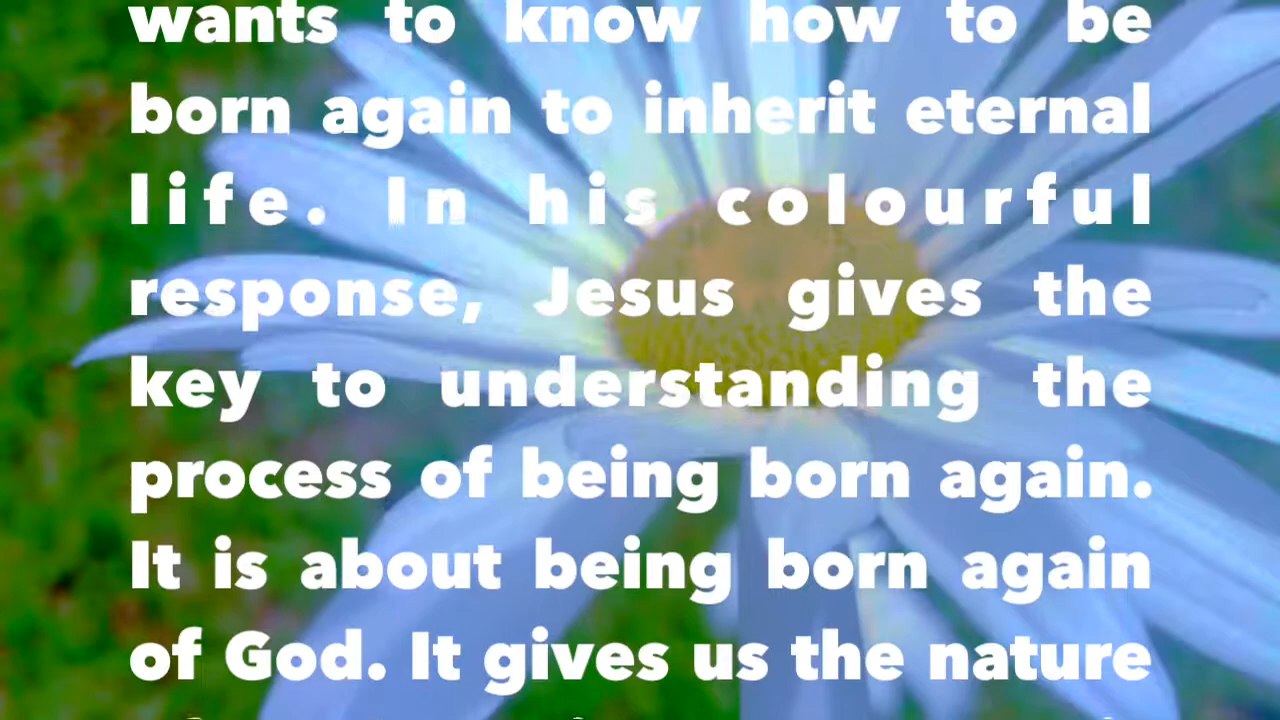 wants to know how to be
born again to inherit eternal
life. In his colourful
response, Jesus gives the
key to understanding the
process of being born again.
It is about being born again
of God. It gives us the nature